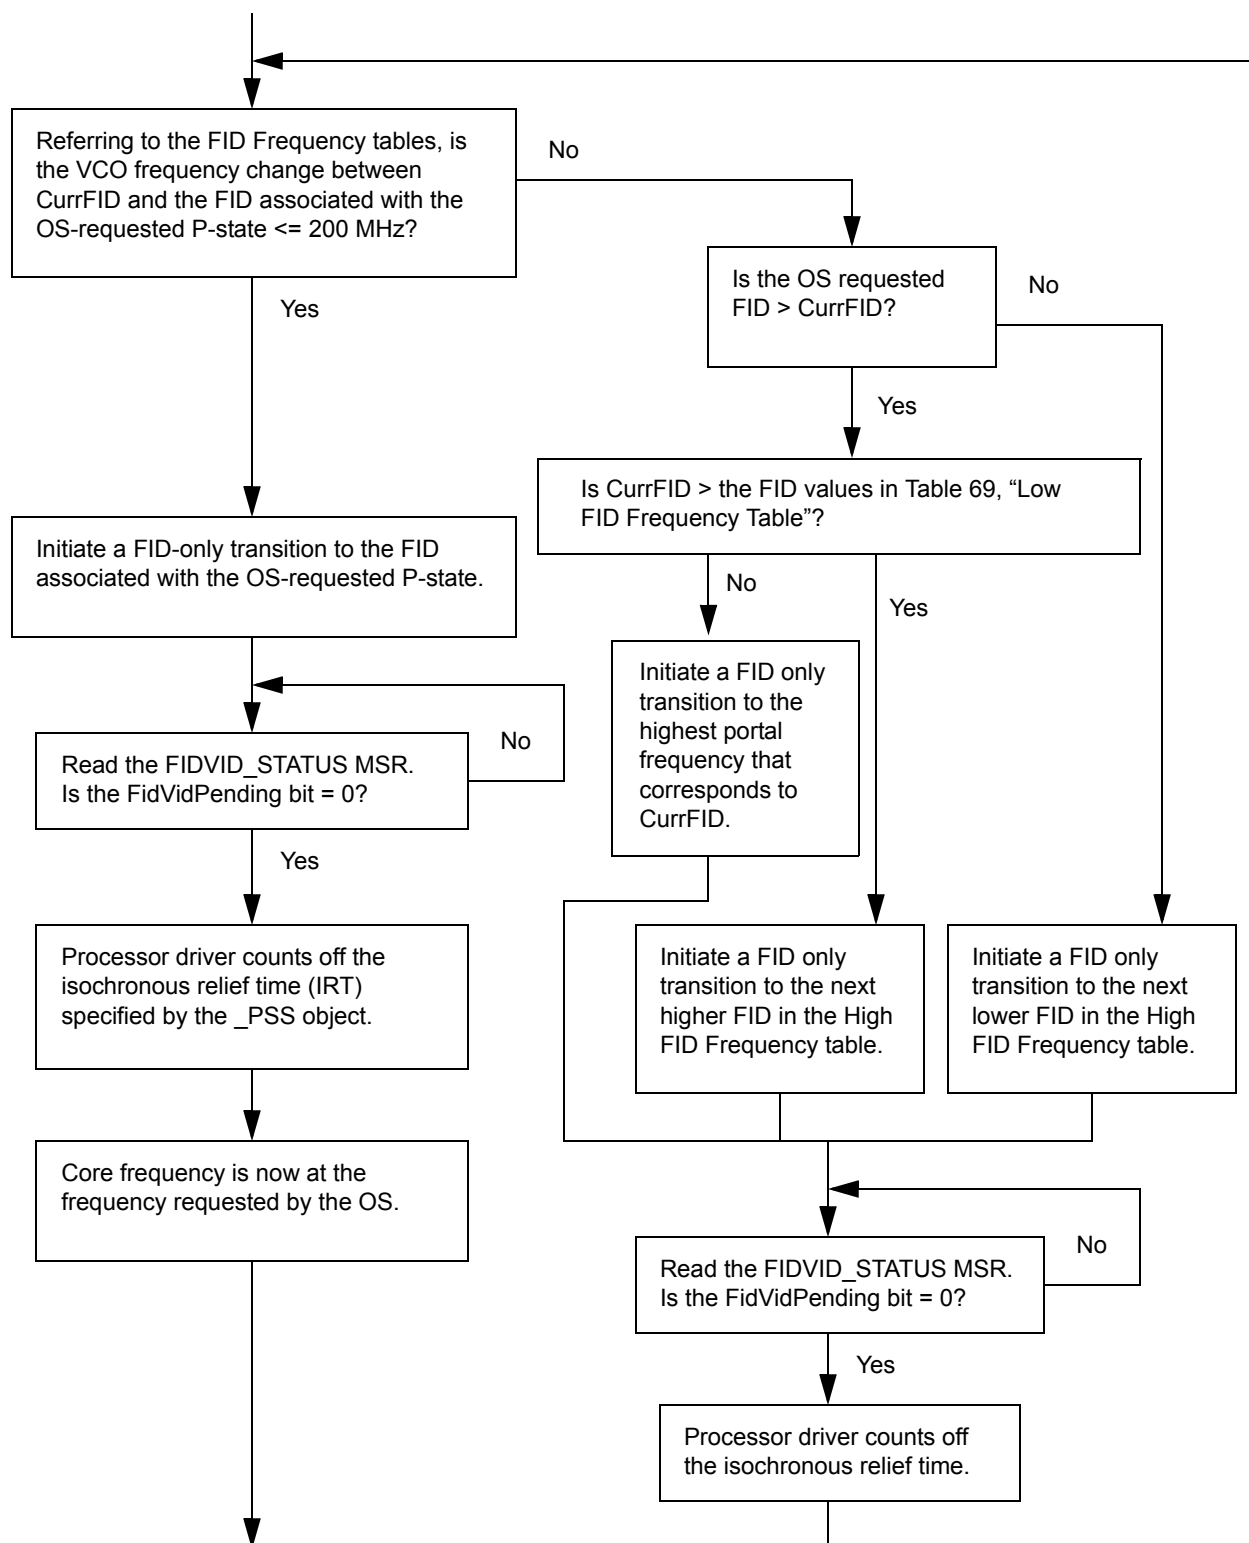 Referring to the FID Frequency tables, is
the VCO frequency change between
CurrFID and the FID associated with the
OS-requested P-state <= 200 MHz?
No
Yes
Is the OS requested
FID > CurrFID?
No
Yes
Is CurrFID > the FID values in Table 69, “Low
FID Frequency Table”?
No
Yes
Initiate a FID-only transition to the FID
associated with the OS-requested P-state.
Initiate a FID only
transition to the
highest portal
frequency that
corresponds to
CurrFID.
Read the FIDVID_STATUS MSR.
Is the FidVidPending bit = 0?
No
Yes
Processor driver counts off the
isochronous relief time (IRT)
specified by the _PSS object.
Initiate a FID only
transition to the next
higher FID in the High
FID Frequency table.
Initiate a FID only
transition to the next
lower FID in the High
FID Frequency table.
Core frequency is now at the
frequency requested by the OS.
Read the FIDVID_STATUS MSR.
Is the FidVidPending bit = 0?
No
Yes
Processor driver counts off
the isochronous relief time.